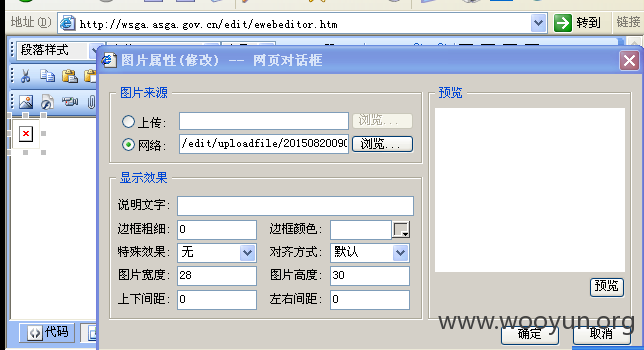 地址(D) http://wsga.asga.gov.cn/edit/ewebeditor.htm 转到 链接
段落样式
图片属性(修改) -- 网页对话框
图片来源 预览
上传: 浏览...
网络: /edit/uploadfile/20150820090 浏览...
显示效果
说明文字:
边框粗细: 0 边框颜色:
特殊效果: 无 对齐方式: 默认
图片宽度: 28 图片高度: 30
预览
上下间距: 0 左右间距: 0
www.wooyun.org
代码 确定 取消